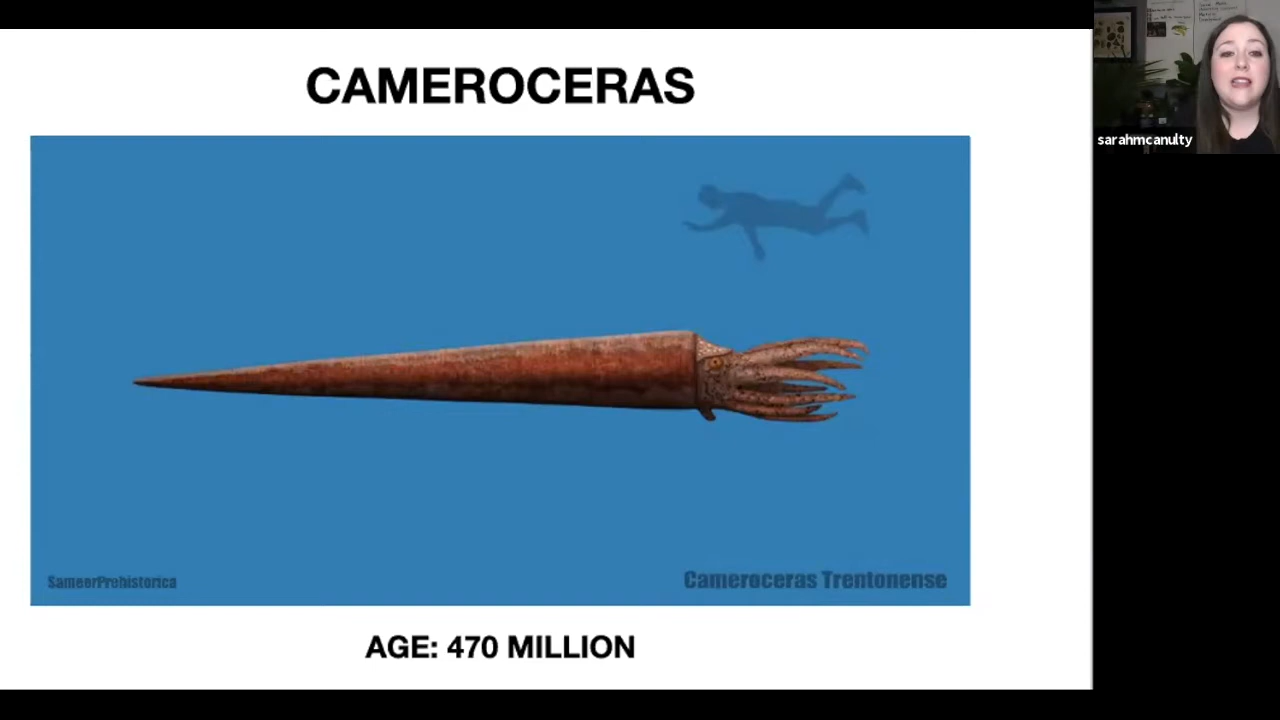 CAMEROCERAS
SameerPrehistorica
Cameroceras Trentonense
AGE: 470 MILLION
sarahmcanulty